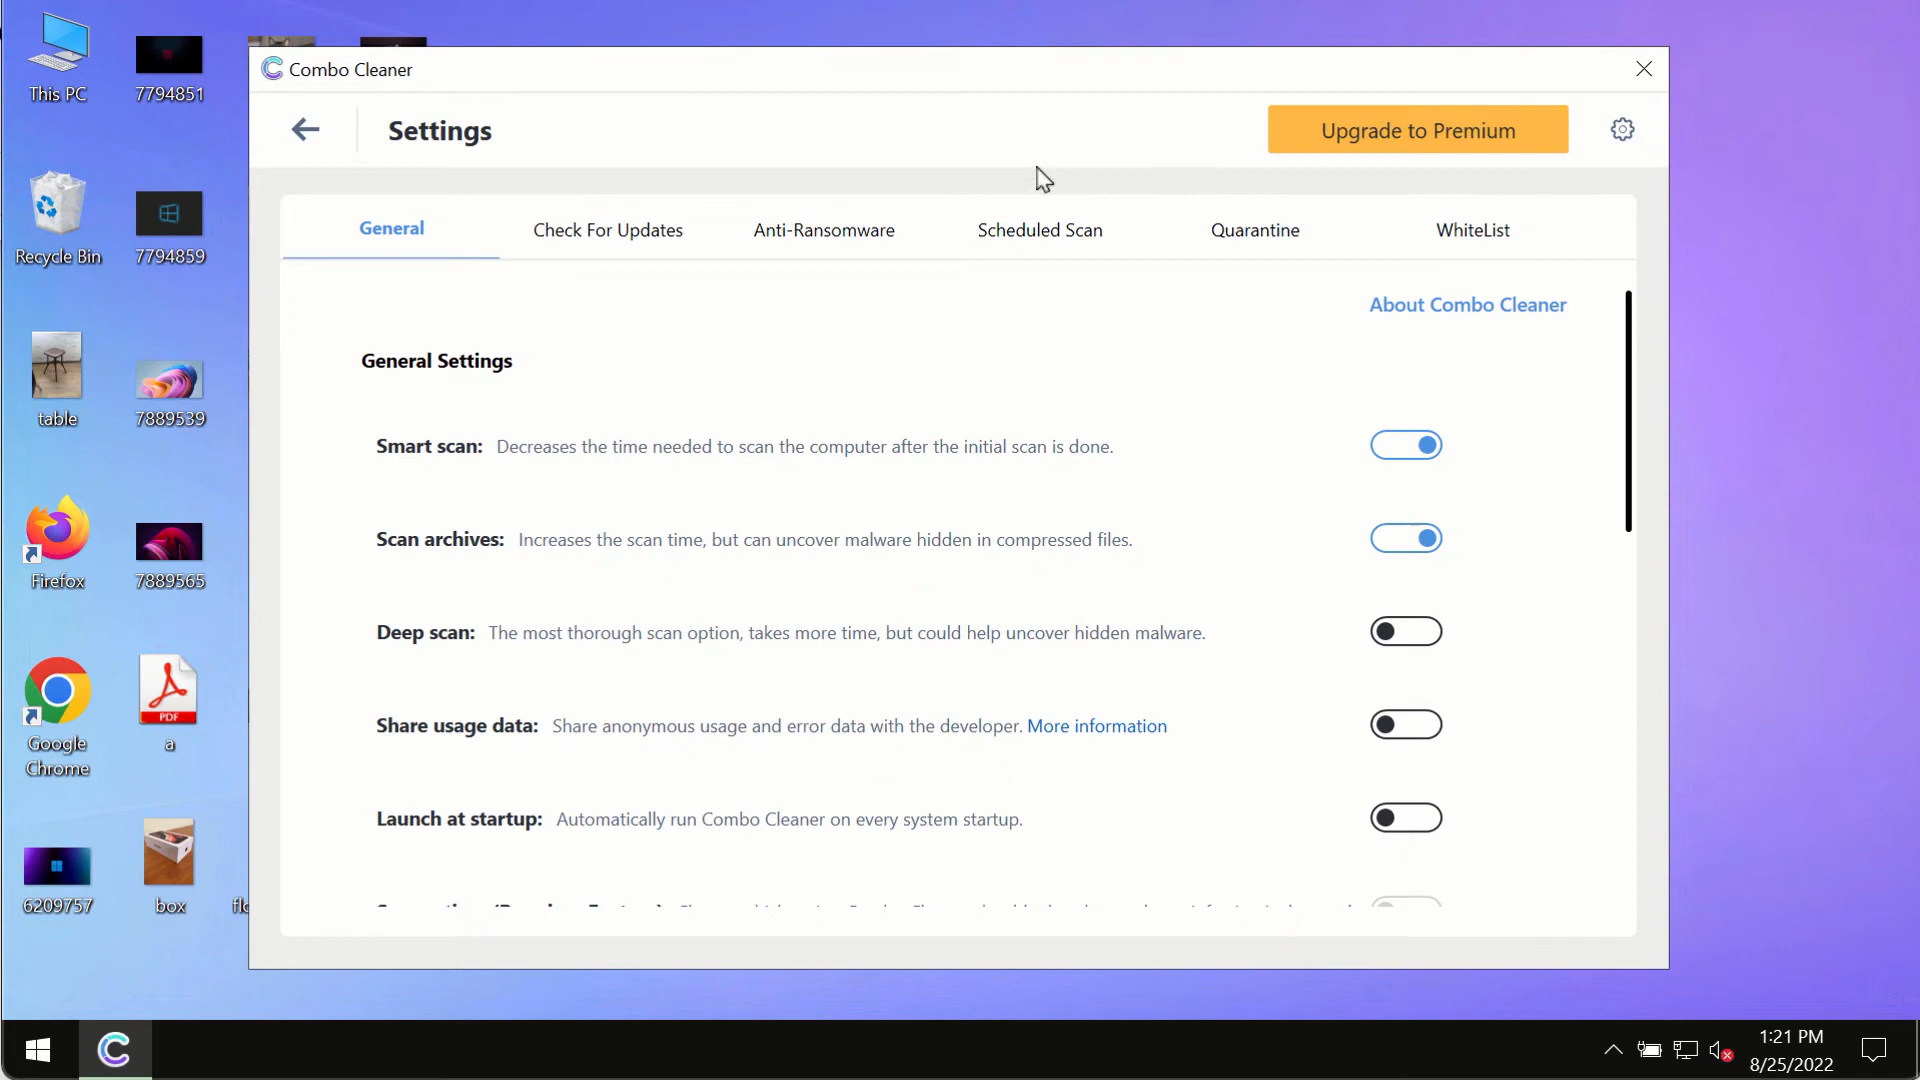 This PC
7794851
Recycle Bin
7794859
table
7889539
Firefox
7889565
Google
Chrome
a
PDF
6209757
box
Combo Cleaner
Settings
Upgrade to Premium
General
Check For Updates
Anti-Ransomware
Scheduled Scan
Quarantine
WhiteList
About Combo Cleaner
General Settings
Smart scan: Decreases the time needed to scan the computer after the initial scan is done.
Scan archives: Increases the scan time, but can uncover malware hidden in compressed files.
Deep scan: The most thorough scan option, takes more time, but could help uncover hidden malware.
Share usage data: Share anonymous usage and error data with the developer. More information
Launch at startup: Automatically run Combo Cleaner on every system startup.
1:21 PM
8/25/2022